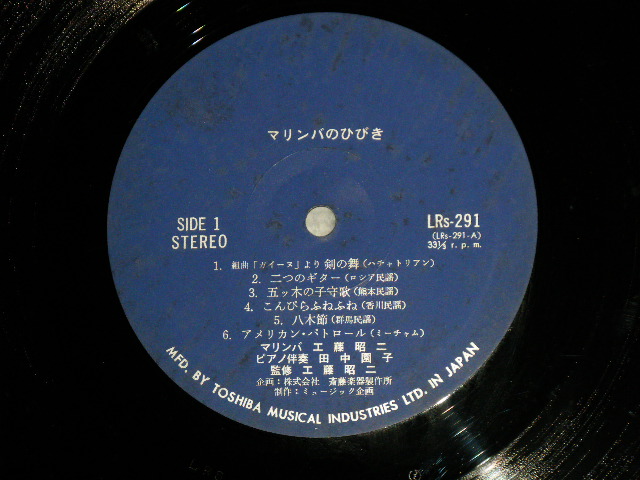 マリンバのひびき
SIDE 1
STEREO
LRs-291
(LRs-291-A)
33⅓ r. p. m.
1. 組曲「ガイーヌ」より 剣の舞(ハチャトリアン)
2. 二つのギター(ロシア民謡)
3. 五ッ木の子守歌(熊本民謡)
4. こんぴらふねふね(香川民謡)
5. 八木節(群馬民謡)
6. アメリカン・パトロール(ミーチャム)
マリンバ 工藤昭二
ピアノ伴奏 田中園子
監修 工藤昭二
企画：株式会社 斎藤楽器製作所
制作：ミュージック企画
MFD. BY TOSHIBA MUSICAL INDUSTRIES LTD. IN JAPAN